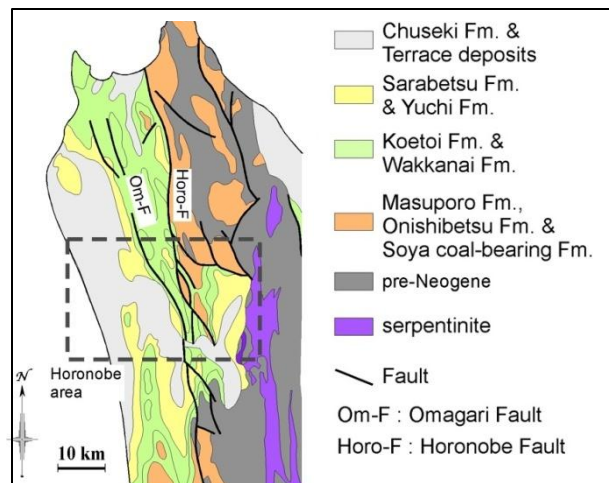 Chuseki Fm. &
Terrace deposits
Sarabetsu Fm.
& Yuchi Fm.
Koetoi Fm. &
Wakkanai Fm.
Masuporo Fm.,
Onishibetsu Fm. &
Soya coal-bearing Fm.
pre-Neogene
serpentinite
Fault
Om-F : Omagari Fault
Horo-F : Horonobe Fault
Om-F
Horo-F
Horonobe
area
N
10 km